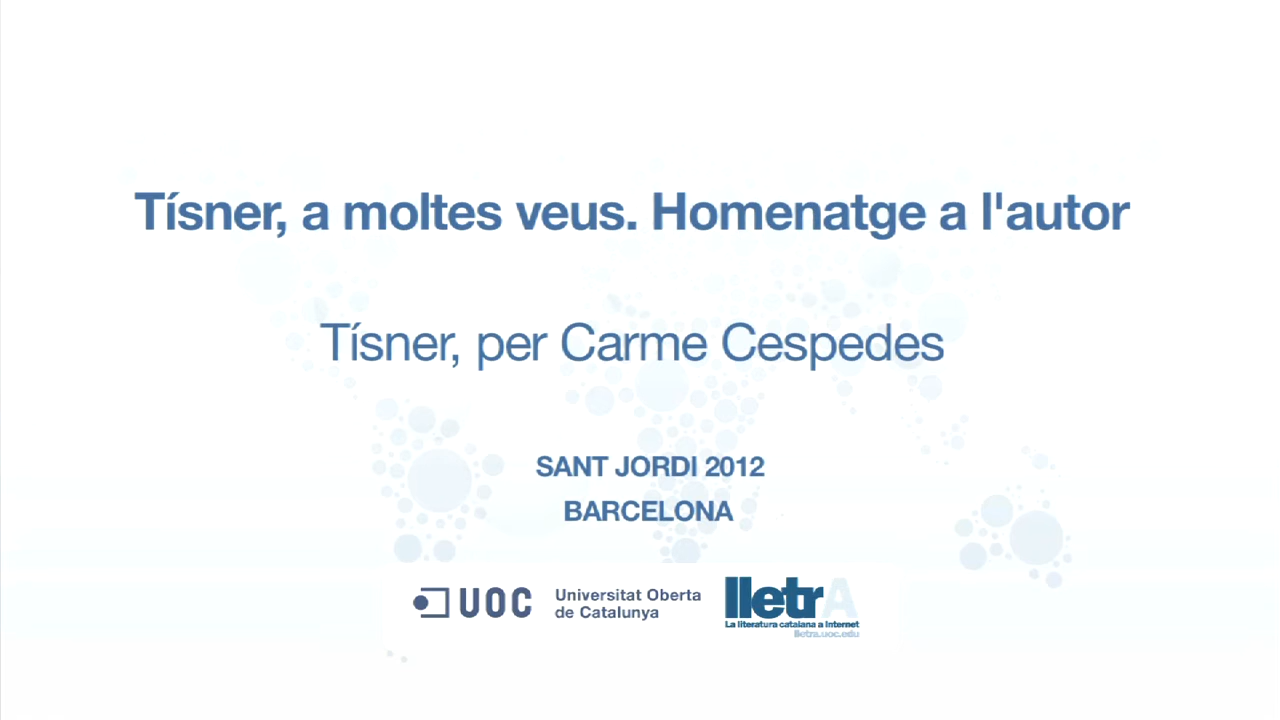 Tísner, a moltes veus. Homenatge a l'autor
Tísner, per Carme Cespedes
SANT JORDI 2012
BARCELONA
UOC
Universitat Oberta
de Catalunya
lletrA
La literatura catalana a Internet
lletra.uoc.edu